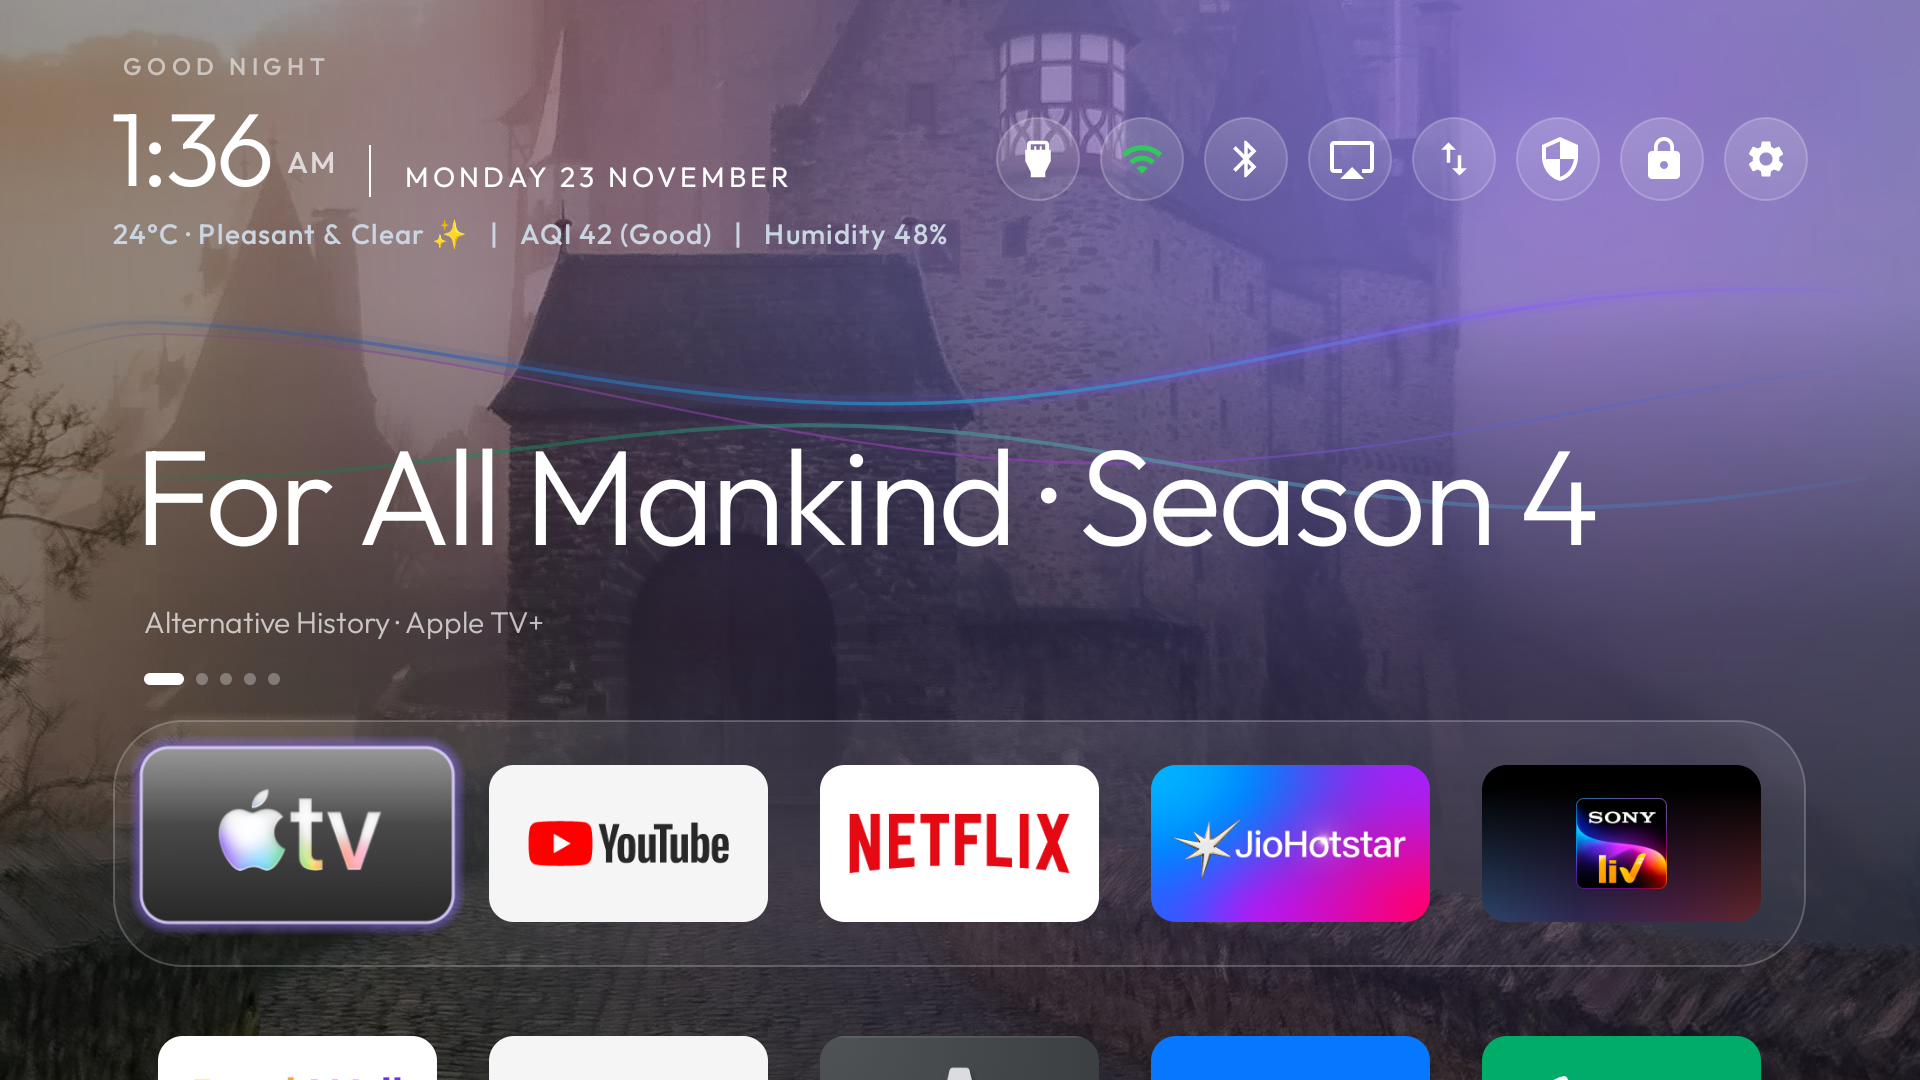 GOOD NIGHT
1:36 AM | MONDAY 23 NOVEMBER
24°C · Pleasant & Clear ✨ | AQI 42 (Good) | Humidity 48%
For All Mankind · Season 4
Alternative History · Apple TV+
tv
YouTube
NETFLIX
JioHotstar
SONY
liv